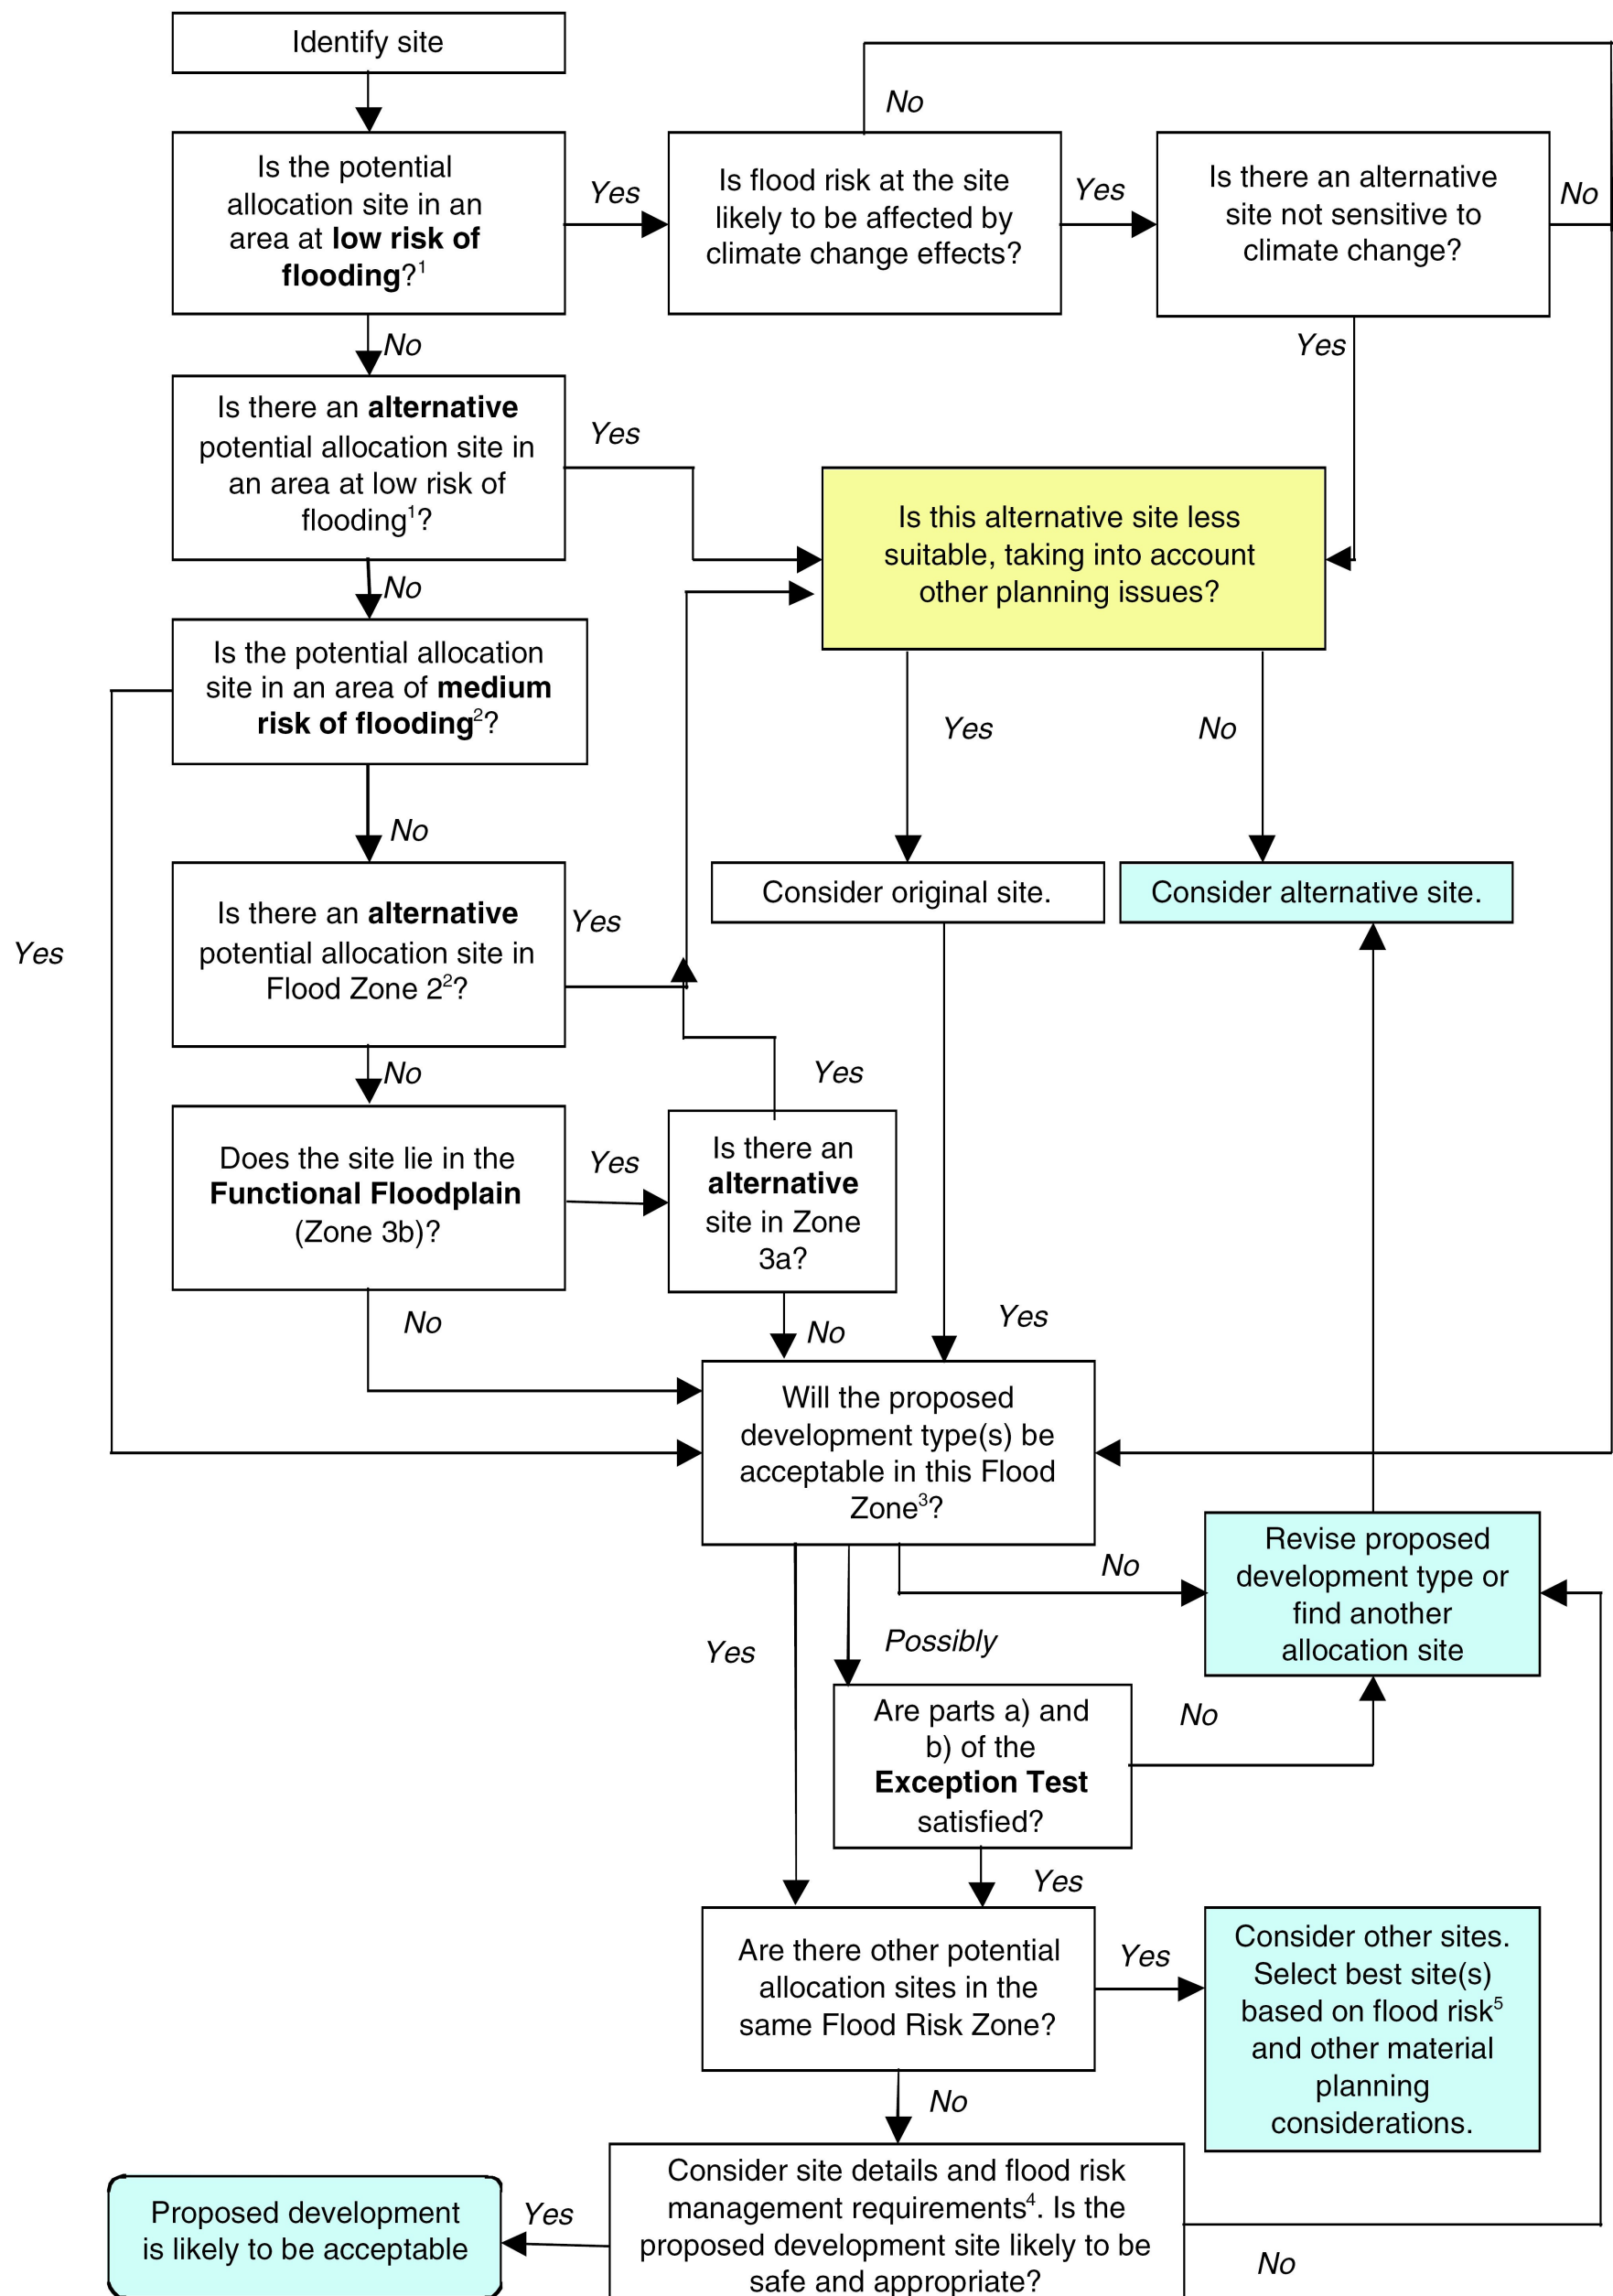 Identify site
No
Is the potential
allocation site in an
area at low risk of
flooding?1
Yes
Is flood risk at the site
likely to be affected by
climate change effects?
Yes
Is there an alternative
site not sensitive to
climate change?
No
No
Yes
Is there an alternative
potential allocation site in
an area at low risk of
flooding1?
Yes
Is this alternative site less
suitable, taking into account
other planning issues?
No
Is the potential allocation
site in an area of medium
risk of flooding2?
Yes
No
No
Consider original site.
Consider alternative site.
Is there an alternative
potential allocation site in
Flood Zone 22?
Yes
Yes
No
Yes
Does the site lie in the
Functional Floodplain
(Zone 3b)?
Yes
Is there an
alternative
site in Zone
3a?
No
No
Yes
Will the proposed
development type(s) be
acceptable in this Flood
Zone3?
No
Revise proposed
development type or
find another
allocation site
Yes
Possibly
Are parts a) and
b) of the
Exception Test
satisfied?
No
Yes
Are there other potential
allocation sites in the
same Flood Risk Zone?
Yes
Consider other sites.
Select best site(s)
based on flood risk5
and other material
planning
considerations.
No
Consider site details and flood risk
management requirements4. Is the
proposed development site likely to be
safe and appropriate?
Yes
Proposed development
is likely to be acceptable
No